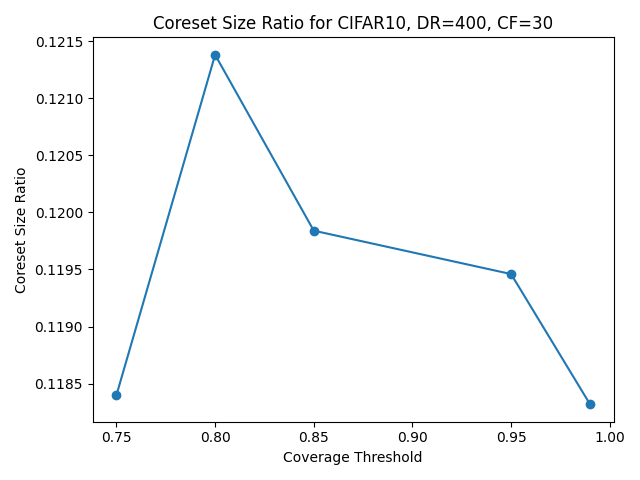 Coreset Size Ratio for CIFAR10, DR=400, CF=30
0.1215
0.1210
0.1205
0.1200
0.1195
0.1190
0.1185
Coreset Size Ratio
0.75 0.80 0.85 0.90 0.95 1.00
Coverage Threshold